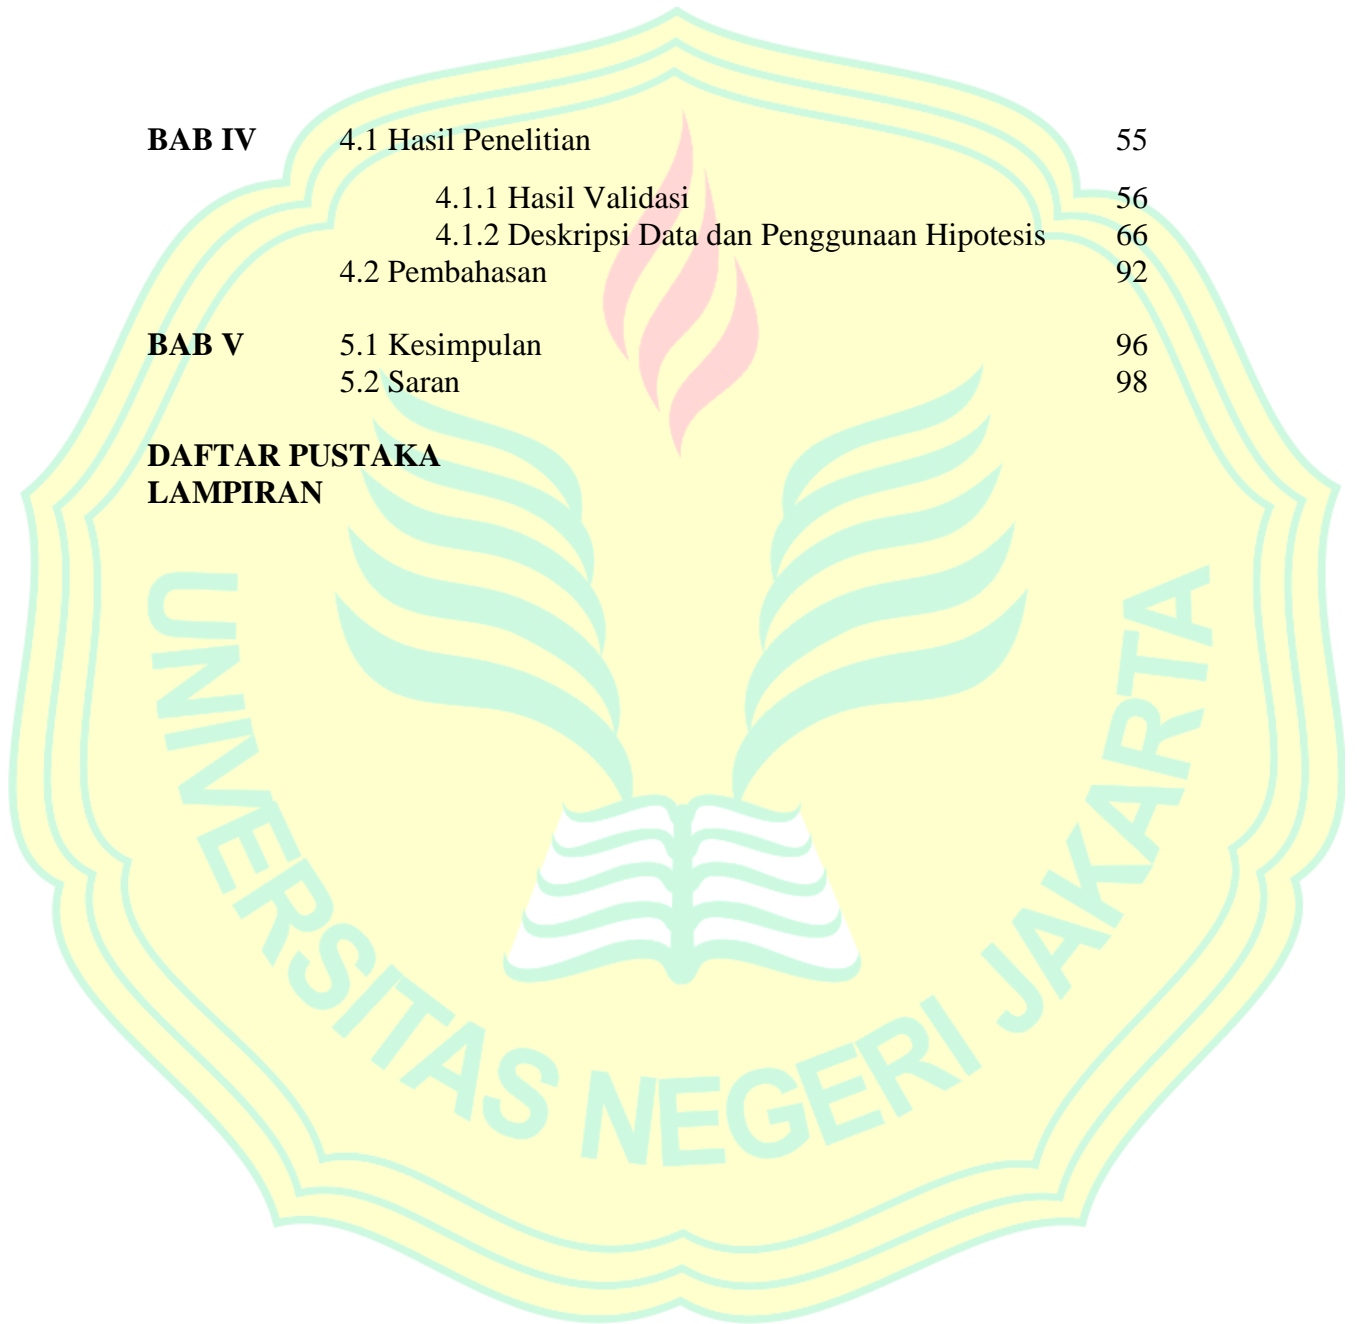 BAB IV 4.1 Hasil Penelitian 55
4.1.1 Hasil Validasi 56
4.1.2 Deskripsi Data dan Penggunaan Hipotesis 66
4.2 Pembahasan 92
BAB V 5.1 Kesimpulan 96
5.2 Saran 98
DAFTAR PUSTAKA
LAMPIRAN
UNIVERSITAS NEGERI JAKARTA